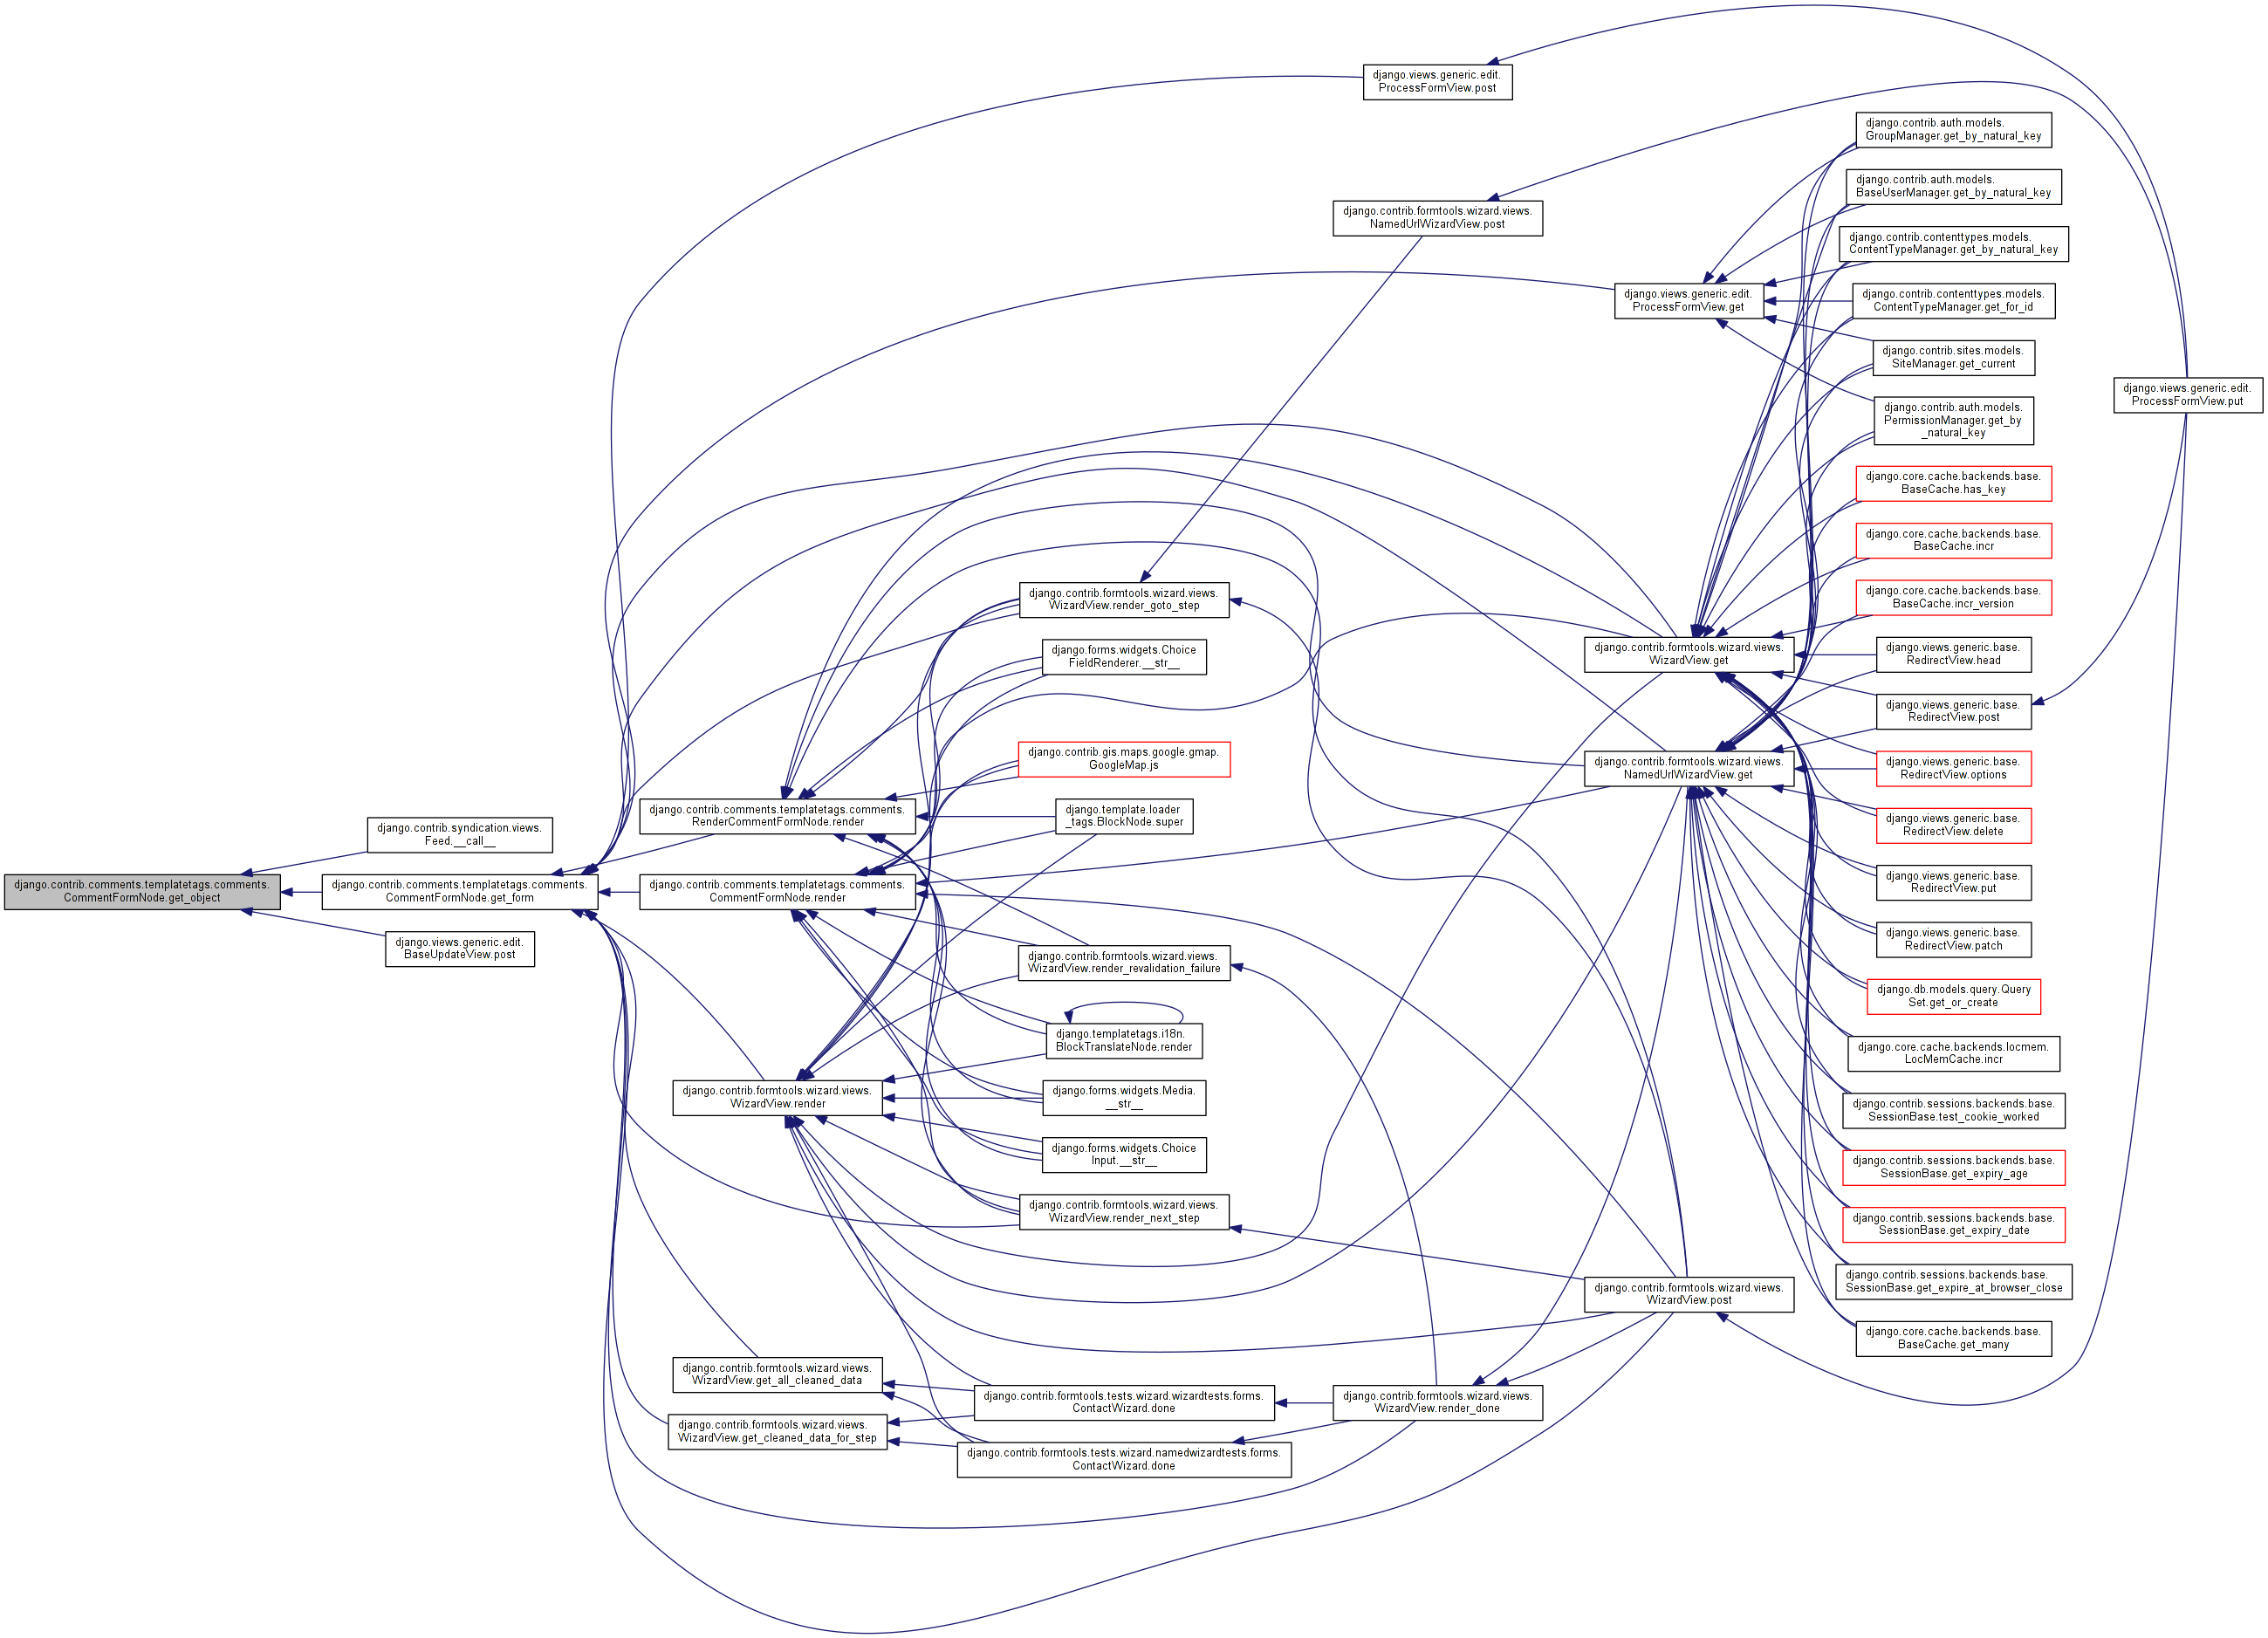 django.contrib.comments.templatetags.comments.
CommentFormNode.get_object
django.contrib.syndication.views.
Feed.__call__
django.contrib.comments.templatetags.comments.
CommentFormNode.get_form
django.views.generic.edit.
BaseUpdateView.post
django.contrib.comments.templatetags.comments.
RenderCommentFormNode.render
django.contrib.comments.templatetags.comments.
CommentFormNode.render
django.contrib.formtools.wizard.views.
WizardView.render
django.contrib.formtools.wizard.views.
WizardView.get_all_cleaned_data
django.contrib.formtools.wizard.views.
WizardView.get_cleaned_data_for_step
django.contrib.formtools.wizard.views.
WizardView.render_goto_step
django.forms.widgets.Choice
FieldRenderer.__str__
django.contrib.gis.maps.google.gmap.
GoogleMap.js
django.template.loader
_tags.BlockNode.super
django.contrib.formtools.wizard.views.
WizardView.render_revalidation_failure
django.templatetags.i18n.
BlockTranslateNode.render
django.forms.widgets.Media.
__str__
django.forms.widgets.Choice
Input.__str__
django.contrib.formtools.wizard.views.
WizardView.render_next_step
django.contrib.formtools.tests.wizard.wizardtests.forms.
ContactWizard.done
django.contrib.formtools.tests.wizard.namedwizardtests.forms.
ContactWizard.done
django.views.generic.edit.
ProcessFormView.post
django.contrib.formtools.wizard.views.
NamedUrlWizardView.post
django.contrib.formtools.wizard.views.
WizardView.render_done
django.views.generic.edit.
ProcessFormView.get
django.contrib.formtools.wizard.views.
WizardView.get
django.contrib.formtools.wizard.views.
NamedUrlWizardView.get
django.contrib.formtools.wizard.views.
WizardView.post
django.contrib.auth.models.
GroupManager.get_by_natural_key
django.contrib.auth.models.
BaseUserManager.get_by_natural_key
django.contrib.contenttypes.models.
ContentTypeManager.get_by_natural_key
django.contrib.contenttypes.models.
ContentTypeManager.get_for_id
django.contrib.sites.models.
SiteManager.get_current
django.contrib.auth.models.
PermissionManager.get_by
_natural_key
django.core.cache.backends.base.
BaseCache.has_key
django.core.cache.backends.base.
BaseCache.incr
django.core.cache.backends.base.
BaseCache.incr_version
django.views.generic.base.
RedirectView.head
django.views.generic.base.
RedirectView.post
django.views.generic.base.
RedirectView.options
django.views.generic.base.
RedirectView.delete
django.views.generic.base.
RedirectView.put
django.views.generic.base.
RedirectView.patch
django.db.models.query.Query
Set.get_or_create
django.core.cache.backends.locmem.
LocMemCache.incr
django.contrib.sessions.backends.base.
SessionBase.test_cookie_worked
django.contrib.sessions.backends.base.
SessionBase.get_expiry_age
django.contrib.sessions.backends.base.
SessionBase.get_expiry_date
django.contrib.sessions.backends.base.
SessionBase.get_expire_at_browser_close
django.core.cache.backends.base.
BaseCache.get_many
django.views.generic.edit.
ProcessFormView.put